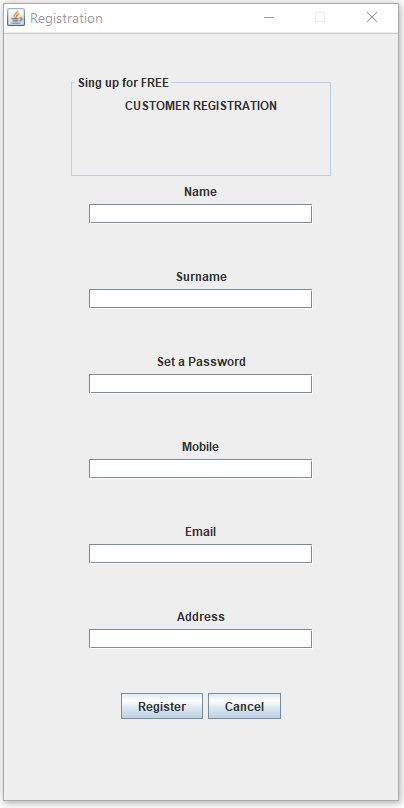 Registration
Sing up for FREE
CUSTOMER REGISTRATION
Name
Surname
Set a Password
Mobile
Email
Address
Register Cancel